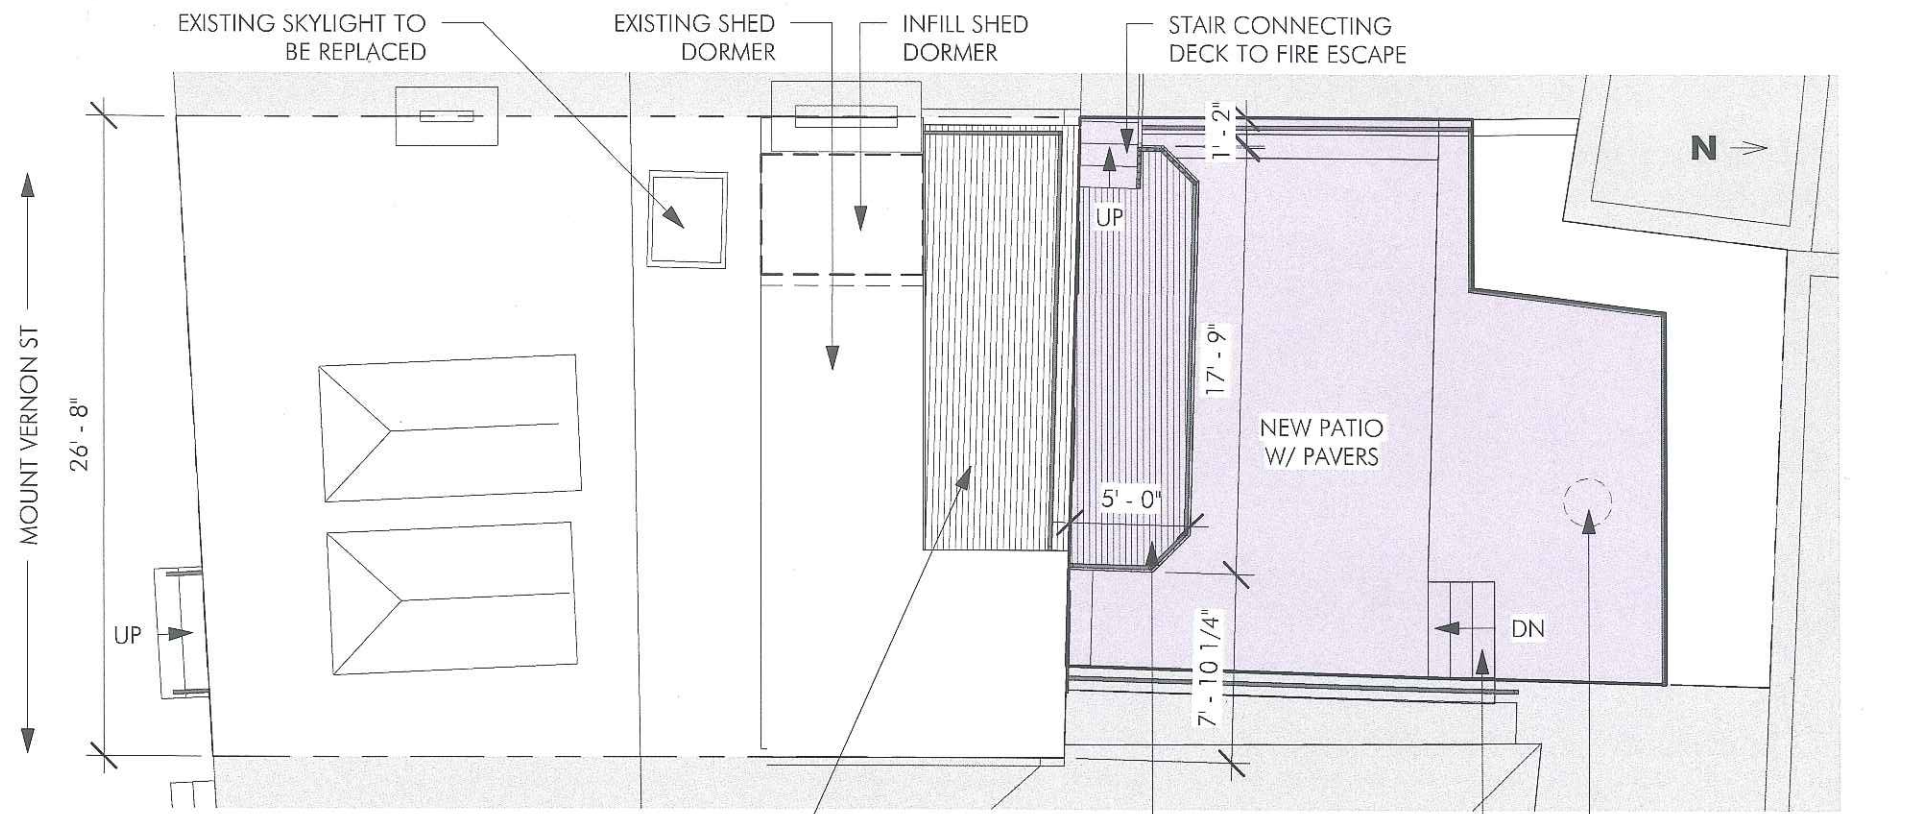 EXISTING SKYLIGHT TO
BE REPLACED
EXISTING SHED
DORMER
INFILL SHED
DORMER
STAIR CONNECTING
DECK TO FIRE ESCAPE
1' - 2"
N
UP
MOUNT VERNON ST
26' - 8"
17' - 9"
NEW PATIO
W/ PAVERS
5' - 0"
UP
DN
7' - 10 1/4"